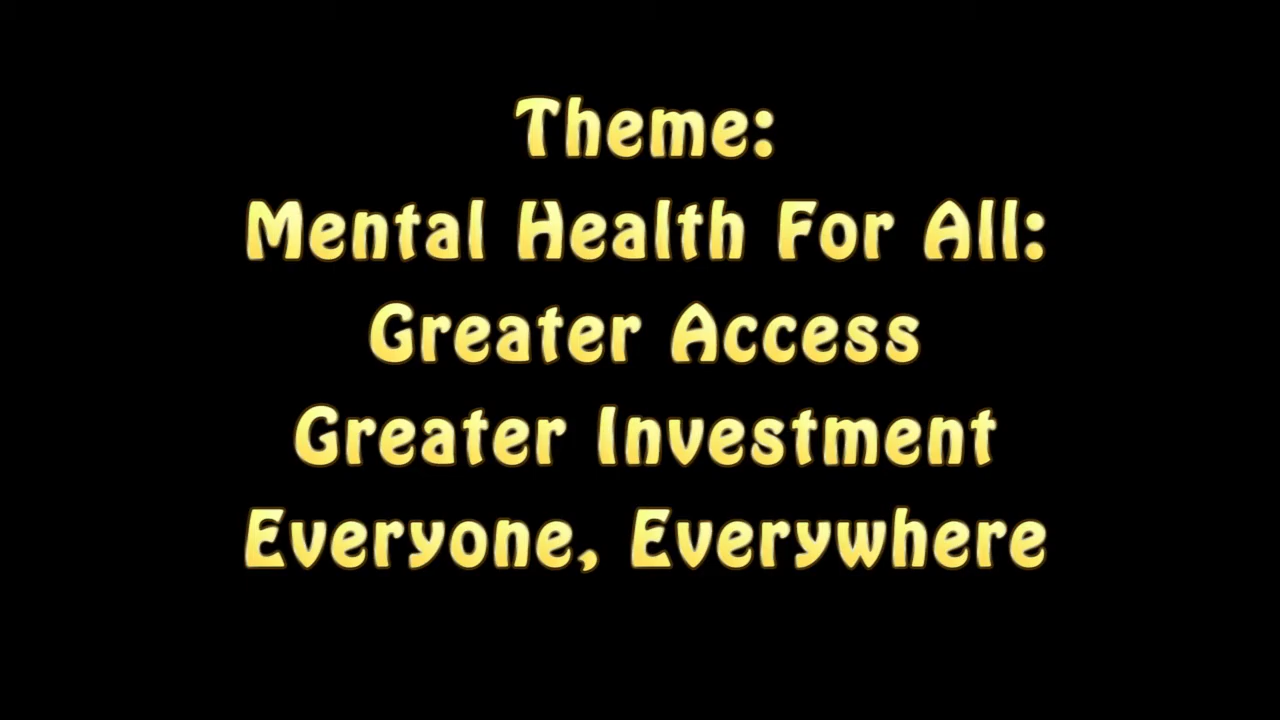 Theme:
Mental Health For All:
Greater Access
Greater Investment
Everyone, Everywhere